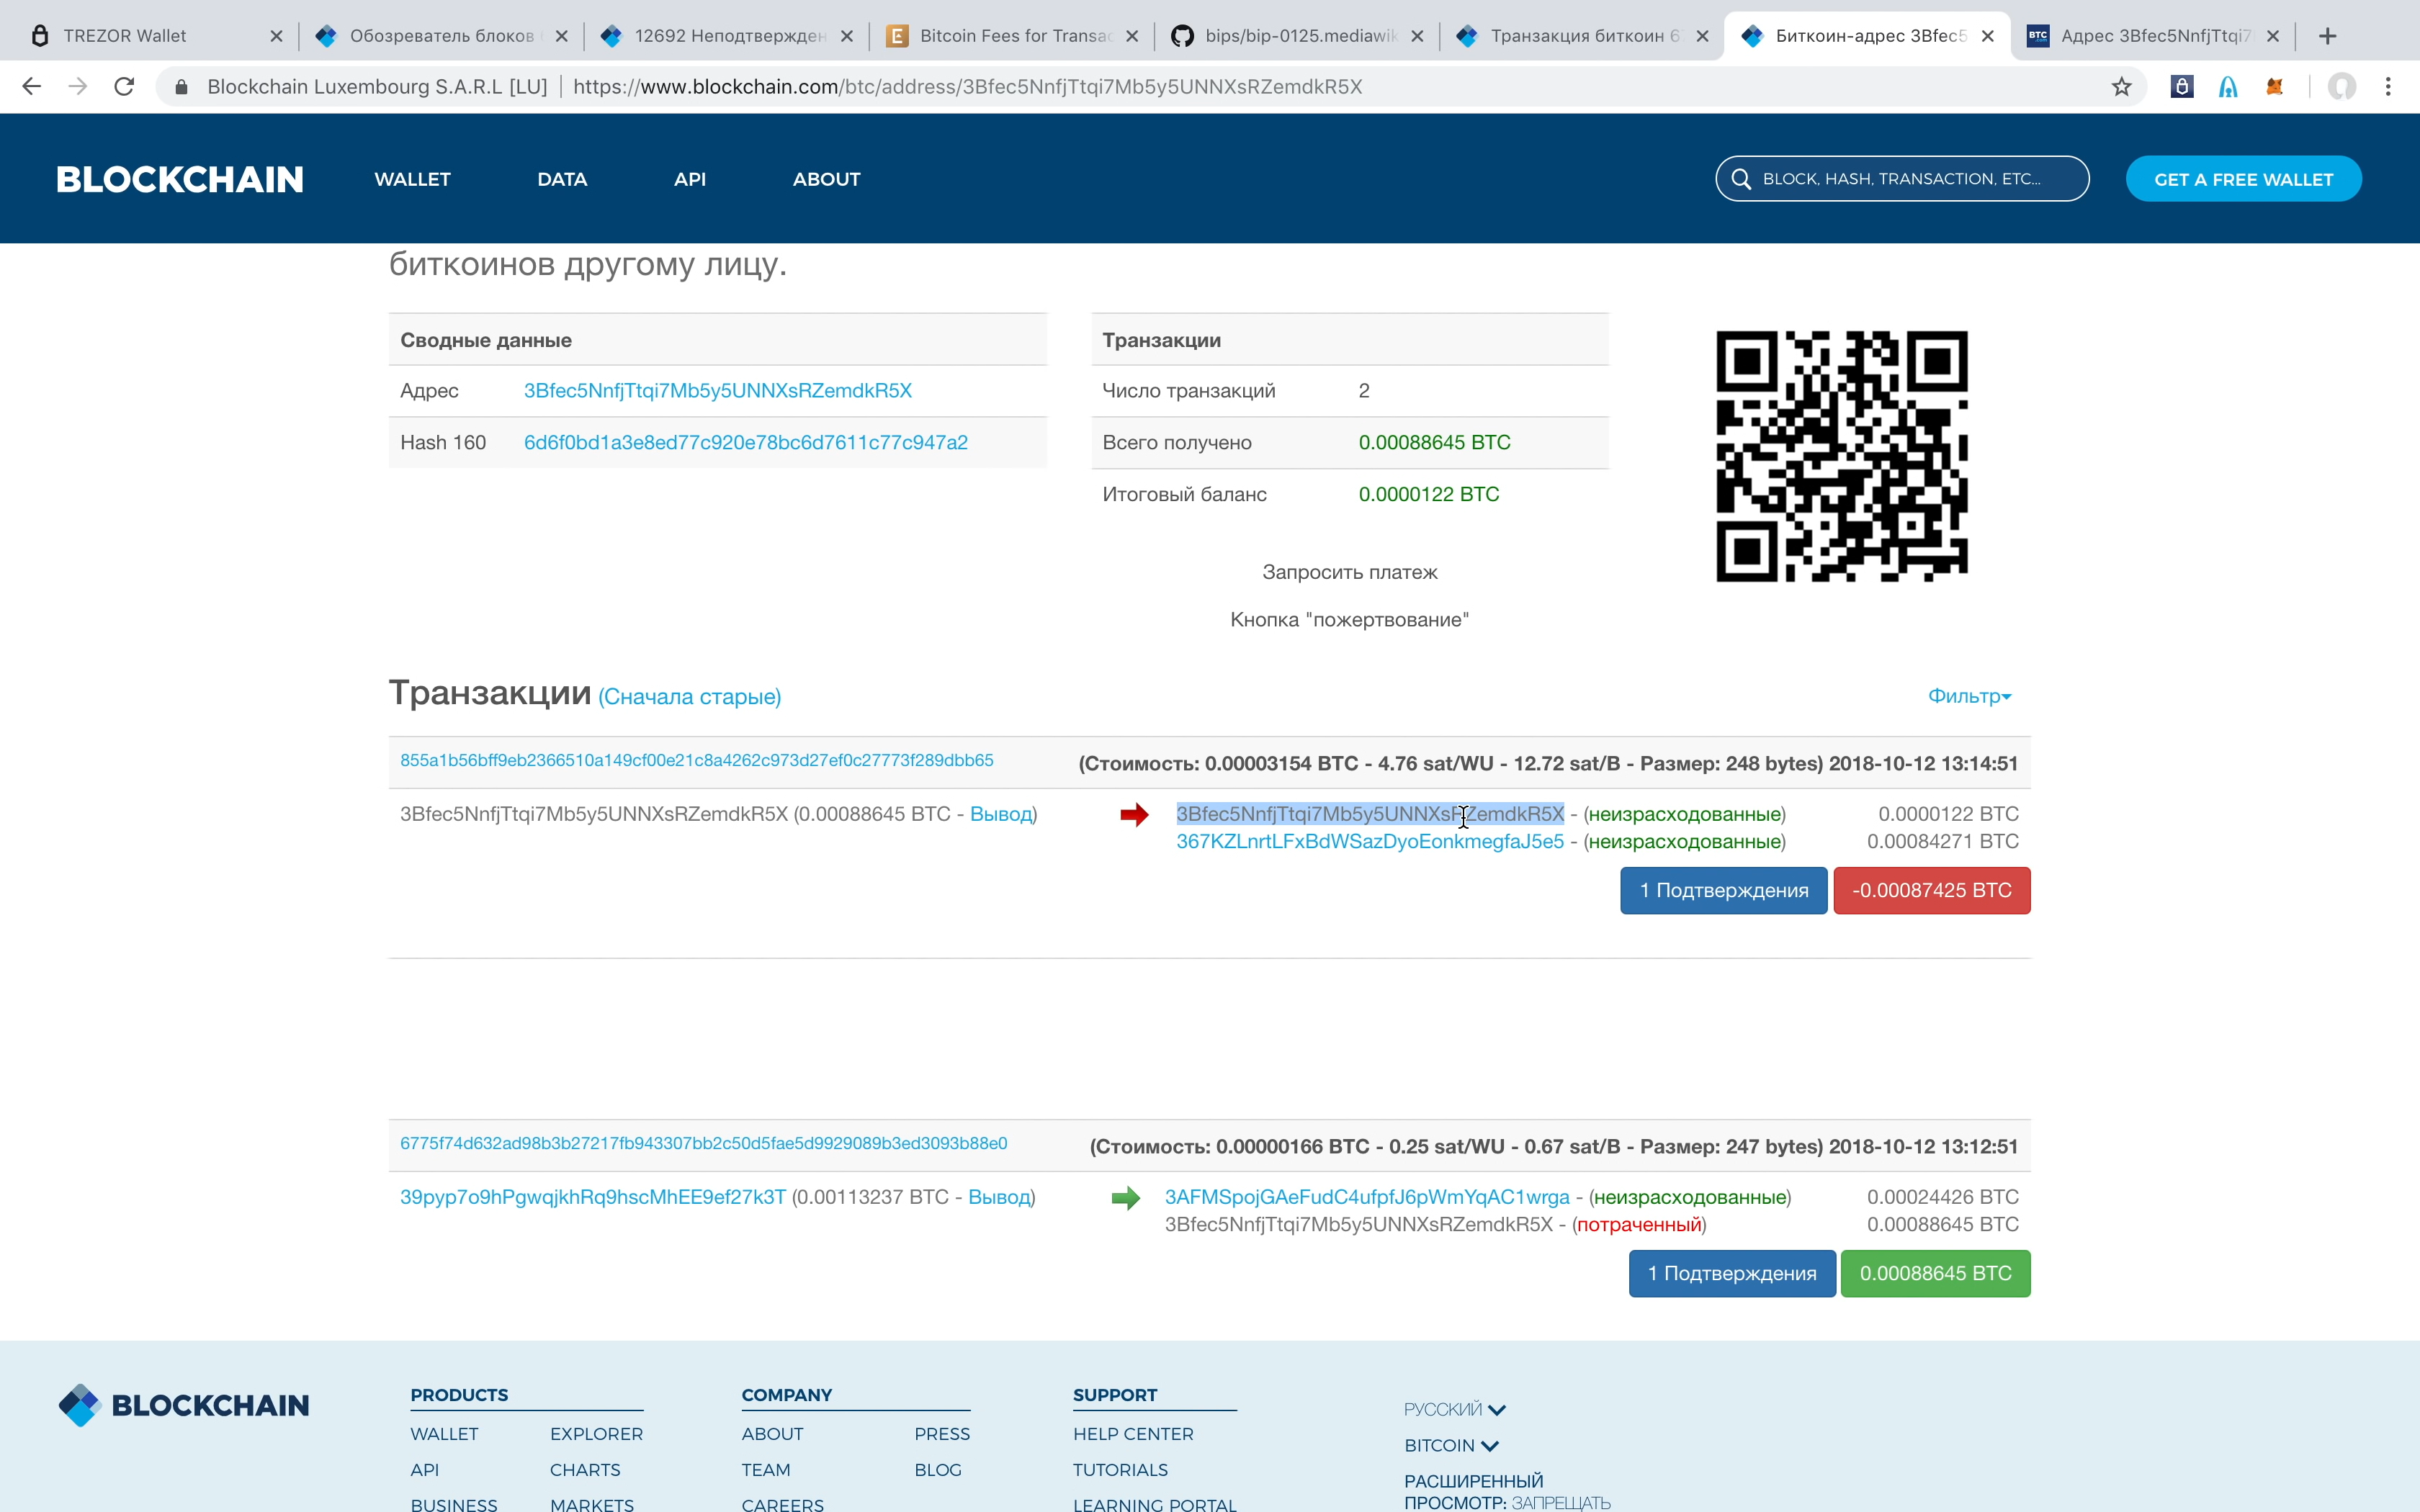 TREZOR Wallet
Обозреватель блоков
12692 Неподтвержден
Bitcoin Fees for Transac
bips/bip-0125.mediawik
Транзакция биткоин 6
Биткоин-адрес 3Bfec5
Адрес 3Bfec5NnfjTtqi7
Blockchain Luxembourg S.A.R.L [LU] | https://www.blockchain.com/btc/address/3Bfec5NnfjTtqi7Mb5y5UNNXsRZemdkR5X
BLOCKCHAIN WALLET DATA API ABOUT BLOCK, HASH, TRANSACTION, ETC... GET A FREE WALLET
биткоинов другому лицу.
Сводные данные
Адрес 3Bfec5NnfjTtqi7Mb5y5UNNXsRZemdkR5X
Hash 160 6d6f0bd1a3e8ed77c920e78bc6d7611c77c947a2
Транзакции
Число транзакций 2
Всего получено 0.00088645 BTC
Итоговый баланс 0.0000122 BTC
Запросить платеж
Кнопка "пожертвование"
Транзакции (Сначала старые) Фильтр
855a1b56bff9eb2366510a149cf00e21c8a4262c973d27ef0c27773f289dbb65 (Стоимость: 0.00003154 BTC - 4.76 sat/WU - 12.72 sat/B - Размер: 248 bytes) 2018-10-12 13:14:51
3Bfec5NnfjTtqi7Mb5y5UNNXsRZemdkR5X (0.00088645 BTC - Вывод) 3Bfec5NnfjTtqi7Mb5y5UNNXsRZemdkR5X - (неизрасходованные) 0.0000122 BTC
367KZLnrtLFxBdWSazDyoEonkmegfaJ5e5 - (неизрасходованные) 0.00084271 BTC
1 Подтверждения -0.00087425 BTC
6775f74d632ad98b3b27217fb943307bb2c50d5fae5d9929089b3ed3093b88e0 (Стоимость: 0.00000166 BTC - 0.25 sat/WU - 0.67 sat/B - Размер: 247 bytes) 2018-10-12 13:12:51
39pyp7o9hPgwqjkhRq9hscMhEE9ef27k3T (0.00113237 BTC - Вывод) 3AFMSpojGAeFudC4ufpfJ6pWmYqAC1wrga - (неизрасходованные) 0.00024426 BTC
3Bfec5NnfjTtqi7Mb5y5UNNXsRZemdkR5X - (потраченный) 0.00088645 BTC
1 Подтверждения 0.00088645 BTC
BLOCKCHAIN
PRODUCTS
WALLET EXPLORER
API CHARTS
BUSINESS MARKETS
COMPANY
ABOUT PRESS
TEAM BLOG
CAREERS
SUPPORT
HELP CENTER
TUTORIALS
LEARNING PORTAL
РУССКИЙ
BITCOIN
РАСШИРЕННЫЙ
ПРОСМОТР: ЗАПРЕЩАТЬ